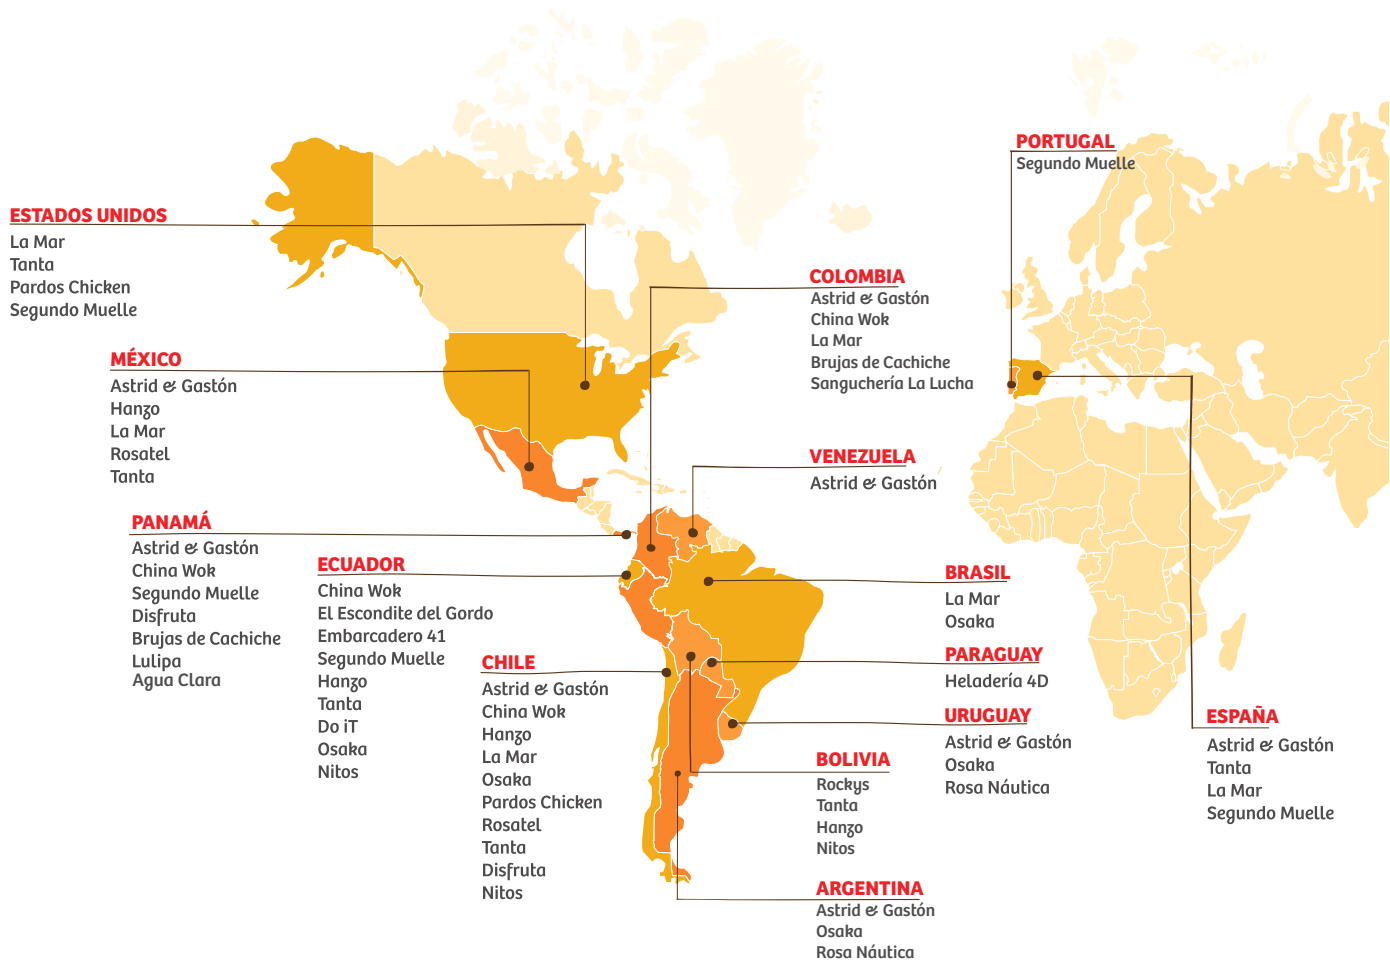 ESTADOS UNIDOS
La Mar
Tanta
Pardos Chicken
Segundo Muelle
MÉXICO
Astrid & Gastón
Hanzo
La Mar
Rosatel
Tanta
PANAMÁ
Astrid & Gastón
China Wok
Segundo Muelle
Disfruta
Brujas de Cachiche
Lulipa
Agua Clara
ECUADOR
China Wok
El Escondite del Gordo
Embarcadero 41
Segundo Muelle
Hanzo
Tanta
Do iT
Osaka
Nitos
CHILE
Astrid & Gastón
China Wok
Hanzo
La Mar
Osaka
Pardos Chicken
Rosatel
Tanta
Disfruta
Nitos
COLOMBIA
Astrid & Gastón
China Wok
La Mar
Brujas de Cachiche
Sanguchería La Lucha
VENEZUELA
Astrid & Gastón
BRASIL
La Mar
Osaka
PARAGUAY
Heladería 4D
URUGUAY
Astrid & Gastón
Osaka
Rosa Náutica
BOLIVIA
Rockys
Tanta
Hanzo
Nitos
ARGENTINA
Astrid & Gastón
Osaka
Rosa Náutica
PORTUGAL
Segundo Muelle
ESPAÑA
Astrid & Gastón
Tanta
La Mar
Segundo Muelle